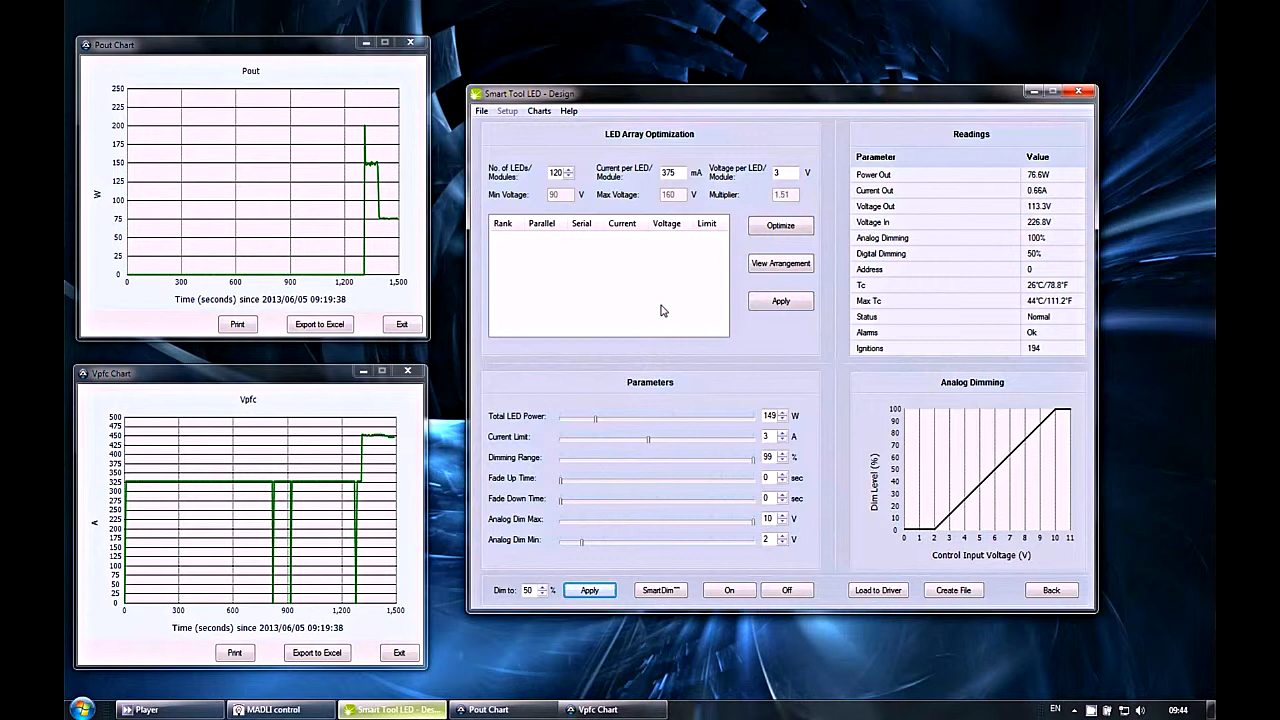 Pout Chart
Pout
250
225
200
175
150
125
100
75
50
25
0
W
0 300 600 900 1,200 1,500
Time (seconds) since 2013/06/05 09:19:38
Print Export to Excel Exit
Vpfc Chart
Vpfc
500
475
450
425
400
375
350
325
300
275
250
225
200
175
150
125
100
75
50
25
0
A
0 300 600 900 1,200 1,500
Time (seconds) since 2013/06/05 09:19:38
Print Export to Excel Exit
Smart Tool LED - Design
File Setup Charts Help
LED Array Optimization
No. of LEDs/ Modules: 120 Current per LED/ Module: 375 mA Voltage per LED/ Module: 3 V
Min Voltage: 90 V Max Voltage: 160 V Multiplier: 1.51
Rank Parallel Serial Current Voltage Limit
Optimize
View Arrangement
Apply
Readings
Parameter Value
Power Out 76.6W
Current Out 0.66A
Voltage Out 113.3V
Voltage In 226.8V
Analog Dimming 100%
Digital Dimming 50%
Address 0
Tc 26°C/78.8°F
Max Tc 44°C/111.2°F
Status Normal
Alarms Ok
Ignitions 194
Parameters
Total LED Power: 149 W
Current Limit: 3 A
Dimming Range: 99 %
Fade Up Time: 0 sec
Fade Down Time: 0 sec
Analog Dim Max: 10 V
Analog Dim Min: 2 V
Analog Dimming
100
90
80
70
60
50
40
30
20
10
0
Dim Level (%)
0 1 2 3 4 5 6 7 8 9 10 11
Control Input Voltage (V)
Dim to: 50 % Apply SmartDim™ On Off Load to Driver Create File Back
Player MADLI control Smart Tool LED - Des... Pout Chart Vpfc Chart EN 09:44